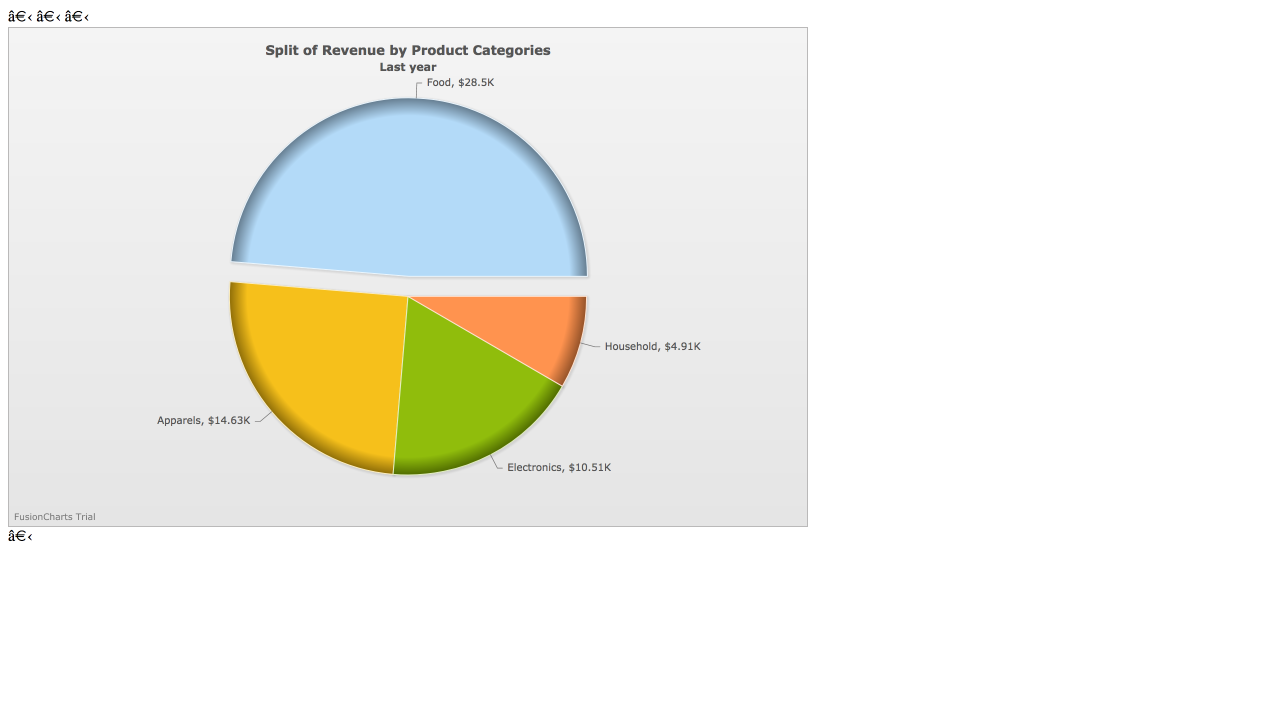 â€‹ â€‹ â€‹
Split of Revenue by Product Categories
Last year
Food, $28.5K
Household, $4.91K
Apparels, $14.63K
Electronics, $10.51K
FusionCharts Trial
â€‹